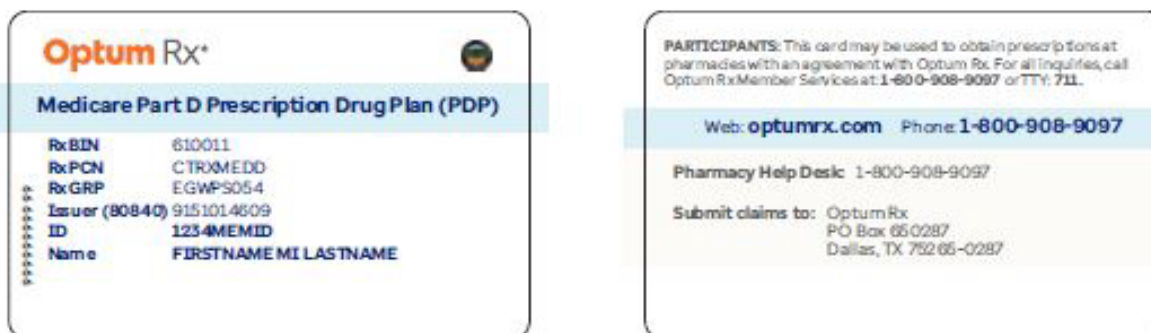 Optum Rx
Medicare Part D Prescription Drug Plan (PDP)
RxBIN 610011
RxPCN CTRXMEDD
RxGRP EGWPS054
Issuer (80840) 9151014609
ID 1234MEMID
Name FIRSTNAME MI LASTNAME
PARTICIPANTS: This card may be used to obtain prescriptions at
pharmacies with an agreement with Optum Rx. For all inquiries, call
Optum Rx Member Services at: 1-800-908-9097 or TTY: 711.
Web: optumrx.com Phone: 1-800-908-9097
Pharmacy Help Desk: 1-800-908-9097
Submit claims to: Optum Rx
PO Box 650287
Dallas, TX 75265-0287